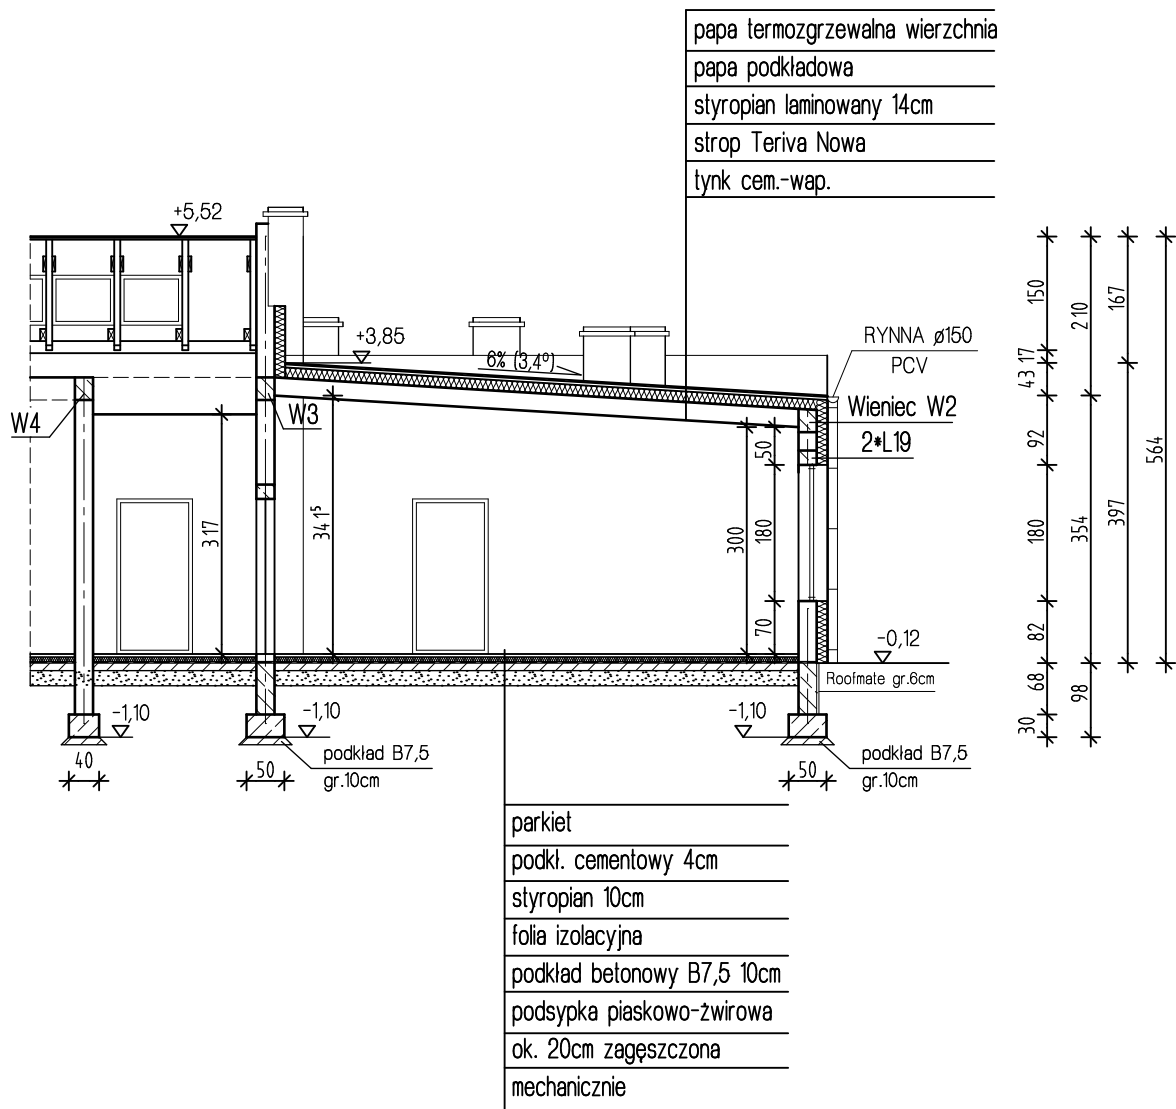 papa termozgrzewalna wierzchnia
papa podkładowa
styropian laminowany 14cm
strop Teriva Nowa
tynk cem.-wap.
+5,52
+3,85
6% (3,4°)
RYNNA ø150
PCV
W4
W3
Wieniec W2
2*L19
317
341⁵
300
50
180
70
150
17
43
92
180
82
68
30
210
354
98
167
397
564
-0,12
Roofmate gr.6cm
-1,10
-1,10
-1,10
40
50
50
podkład B7,5
gr.10cm
podkład B7,5
gr.10cm
parkiet
podkł. cementowy 4cm
styropian 10cm
folia izolacyjna
podkład betonowy B7,5 10cm
podsypka piaskowo-żwirowa
ok. 20cm zagęszczona
mechanicznie